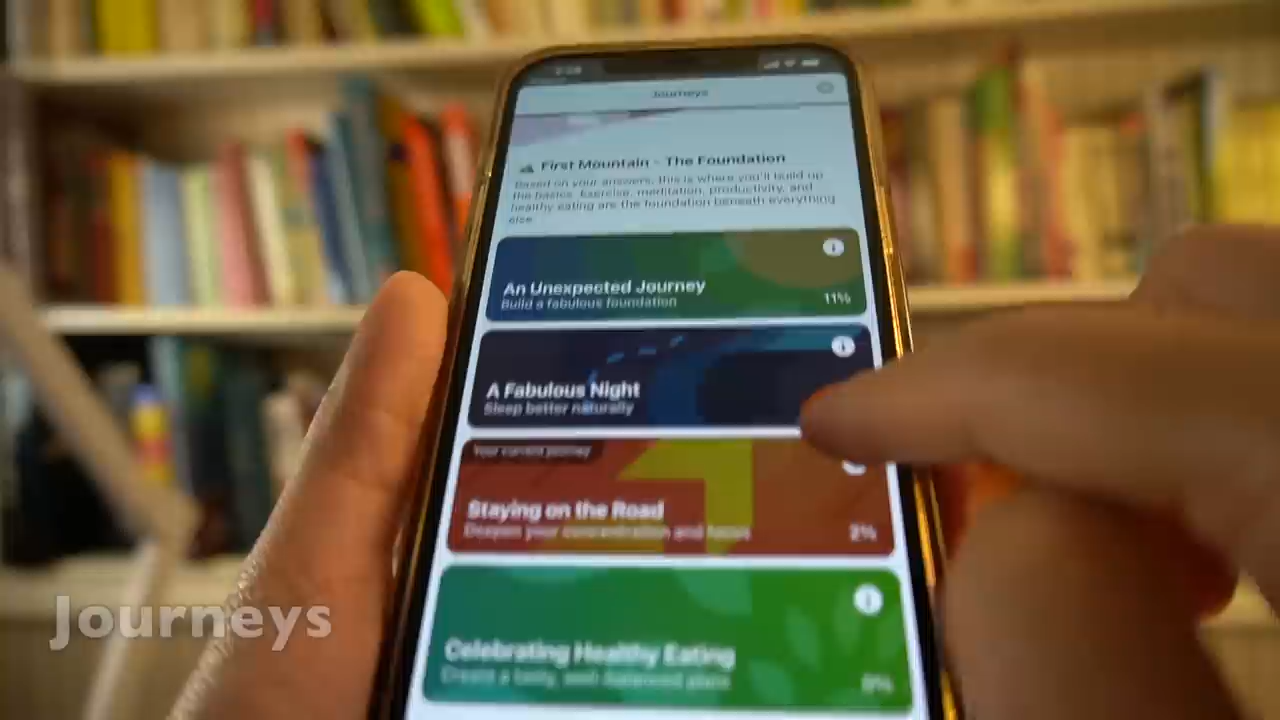 Journeys
First Mountain - The Foundation
Based on your answers, this is where you'll build up
the basics. Exercise, meditation, productivity, and
healthy eating are the foundation beneath everything
else.
An Unexpected Journey
Build a fabulous foundation
11%
A Fabulous Night
Sleep better naturally
Your current journey
Staying on the Road
Deepen your concentration and focus
2%
Celebrating Healthy Eating
Create a tasty, well-balanced plate
0%
Journeys